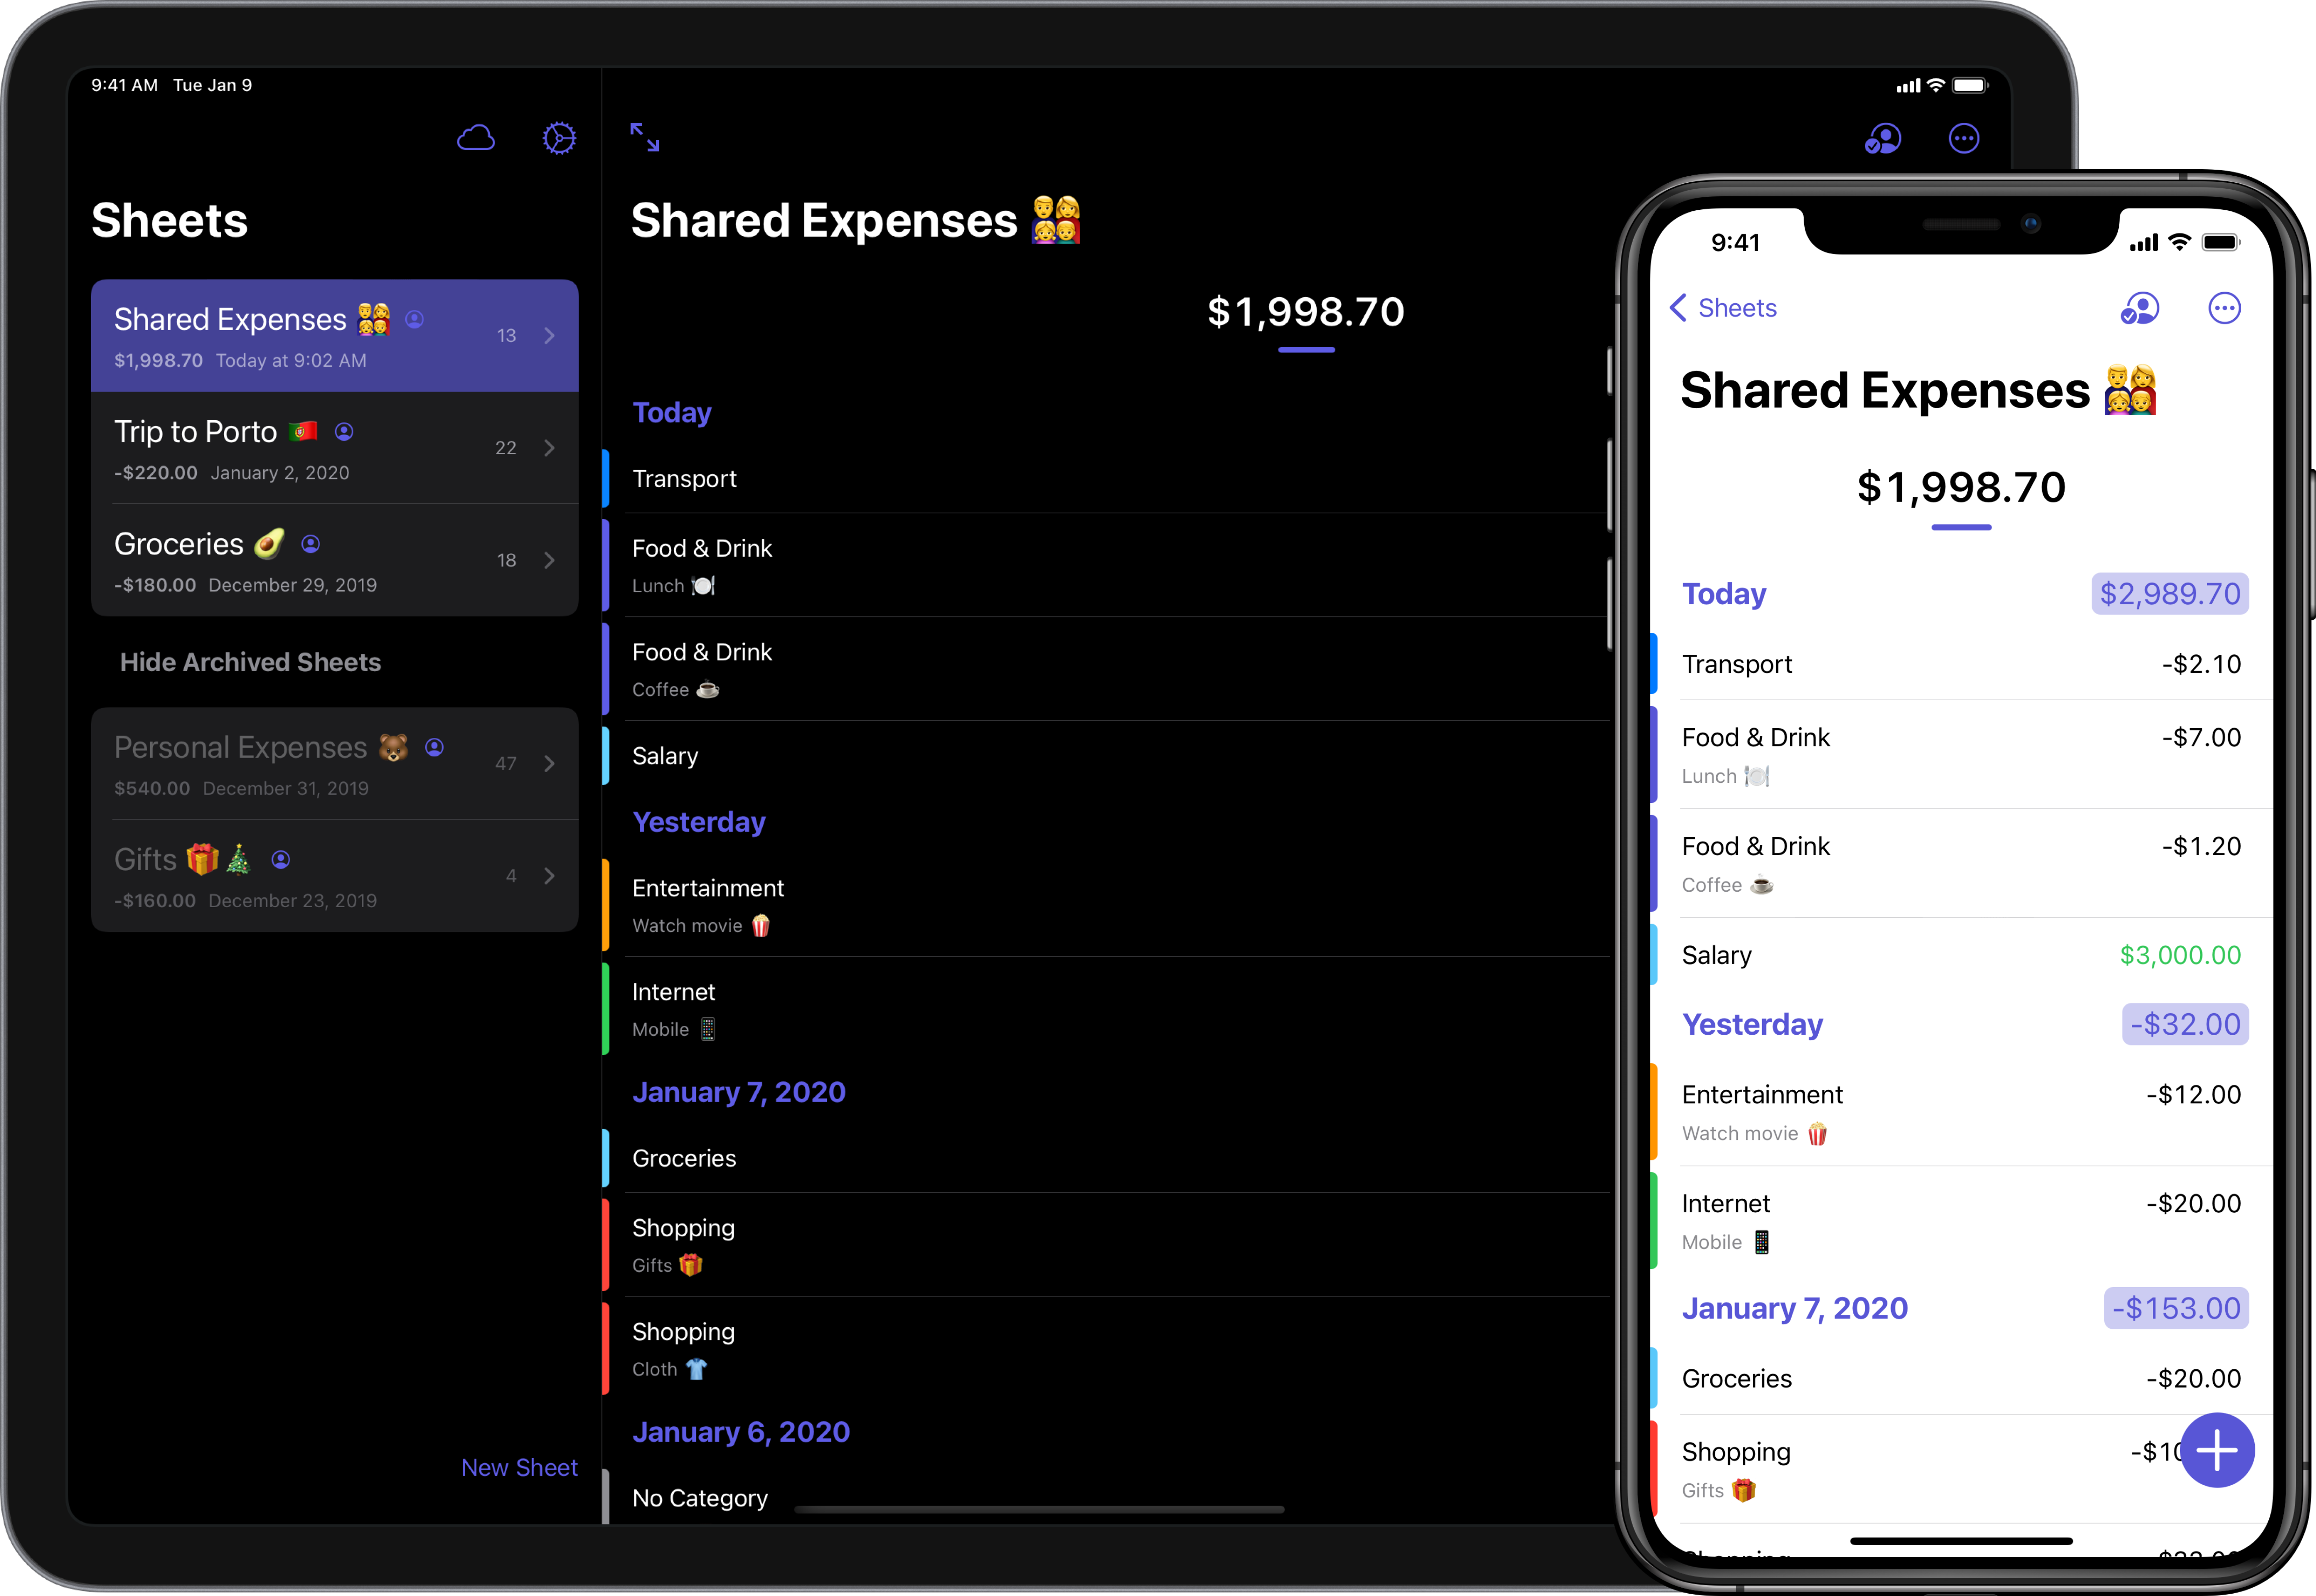 9:41 AM Tue Jan 9
Sheets
Shared Expenses 👨‍👩‍👧‍👦
13
$1,998.70 Today at 9:02 AM
Trip to Porto 🇵🇹
22
-$220.00 January 2, 2020
Groceries 🥑
18
-$180.00 December 29, 2019
Hide Archived Sheets
Personal Expenses 🐻
47
$540.00 December 31, 2019
Gifts 🎁🎄
4
-$160.00 December 23, 2019
New Sheet
Shared Expenses 👨‍👩‍👧‍👦
$1,998.70
Today
Transport
Food & Drink
Lunch 🍽
Food & Drink
Coffee ☕
Salary
Yesterday
Entertainment
Watch movie 🍿
Internet
Mobile 📱
January 7, 2020
Groceries
Shopping
Gifts 🎁
Shopping
Cloth 👕
January 6, 2020
No Category
9:41
Sheets
Shared Expenses 👨‍👩‍👧‍👦
$1,998.70
Today $2,989.70
Transport -$2.10
Food & Drink -$7.00
Lunch 🍽
Food & Drink -$1.20
Coffee ☕
Salary $3,000.00
Yesterday -$32.00
Entertainment -$12.00
Watch movie 🍿
Internet -$20.00
Mobile 📱
January 7, 2020 -$153.00
Groceries -$20.00
Shopping
Gifts 🎁